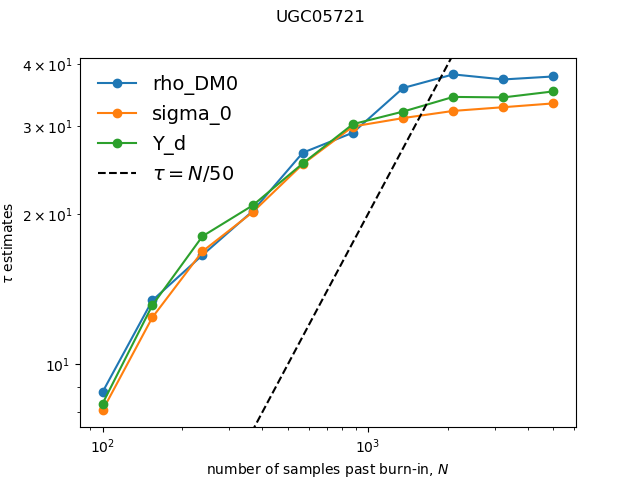 UGC05721
rho_DM0
sigma_0
Y_d
τ = N/50
4 × 10¹
3 × 10¹
2 × 10¹
10¹
τ estimates
10² 10³
number of samples past burn-in, N